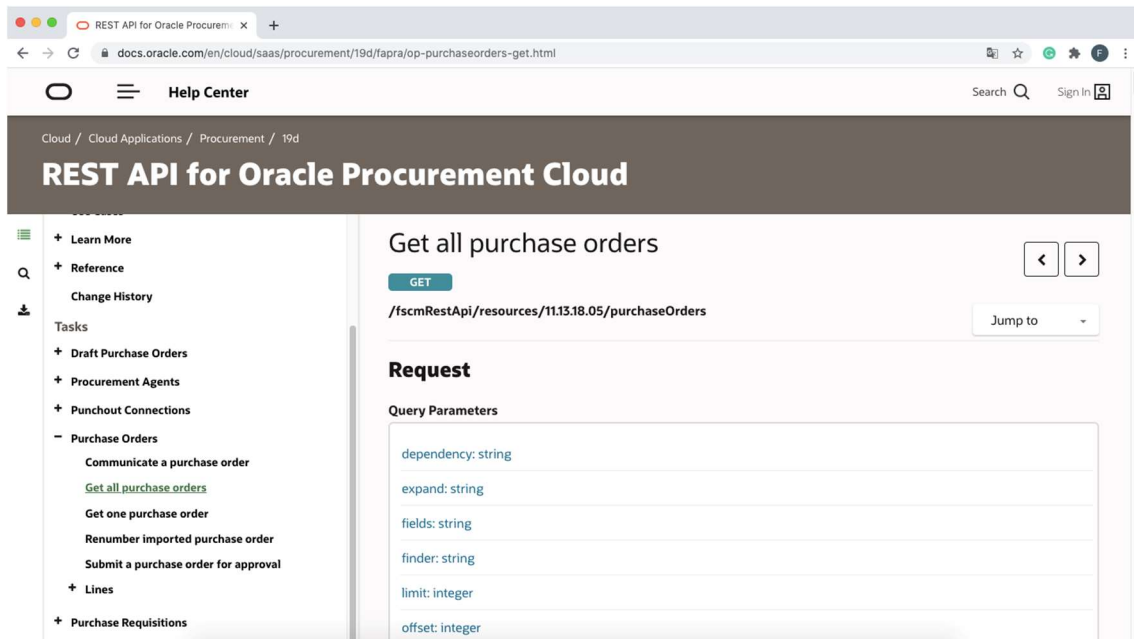 REST API for Oracle Procurem
docs.oracle.com/en/cloud/saas/procurement/19d/fapra/op-purchaseorders-get.html
F
Help Center
Search
Sign In
Cloud / Cloud Applications / Procurement / 19d
REST API for Oracle Procurement Cloud
+ Learn More
+ Reference
Change History
Tasks
+ Draft Purchase Orders
+ Procurement Agents
+ Punchout Connections
− Purchase Orders
Communicate a purchase order
Get all purchase orders
Get one purchase order
Renumber imported purchase order
Submit a purchase order for approval
+ Lines
+ Purchase Requisitions
Get all purchase orders
GET
/fscmRestApi/resources/11.13.18.05/purchaseOrders
Jump to
Request
Query Parameters
dependency: string
expand: string
fields: string
finder: string
limit: integer
offset: integer